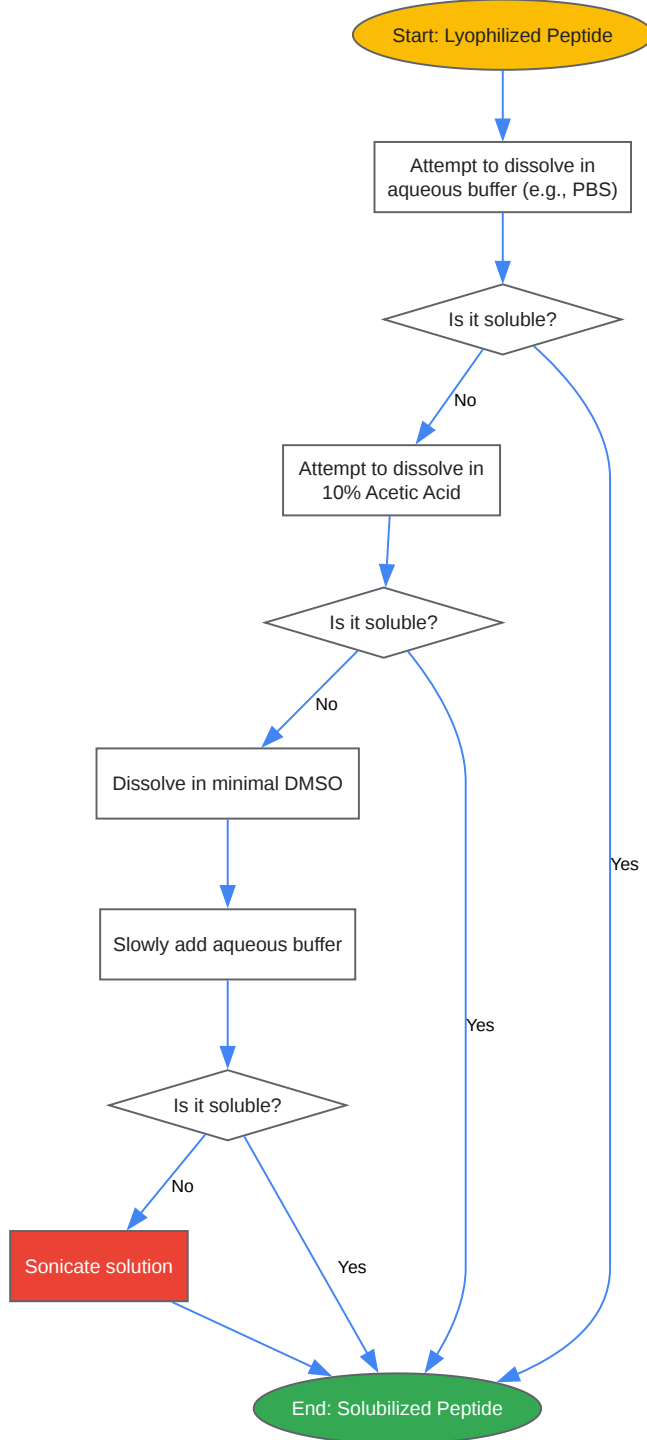 Start: Lyophilized Peptide
Attempt to dissolve in
aqueous buffer (e.g., PBS)
Is it soluble?
No
Attempt to dissolve in
10% Acetic Acid
Is it soluble?
No
Dissolve in minimal DMSO
Yes
Slowly add aqueous buffer
Yes
Is it soluble?
No
Sonicate solution
Yes
End: Solubilized Peptide